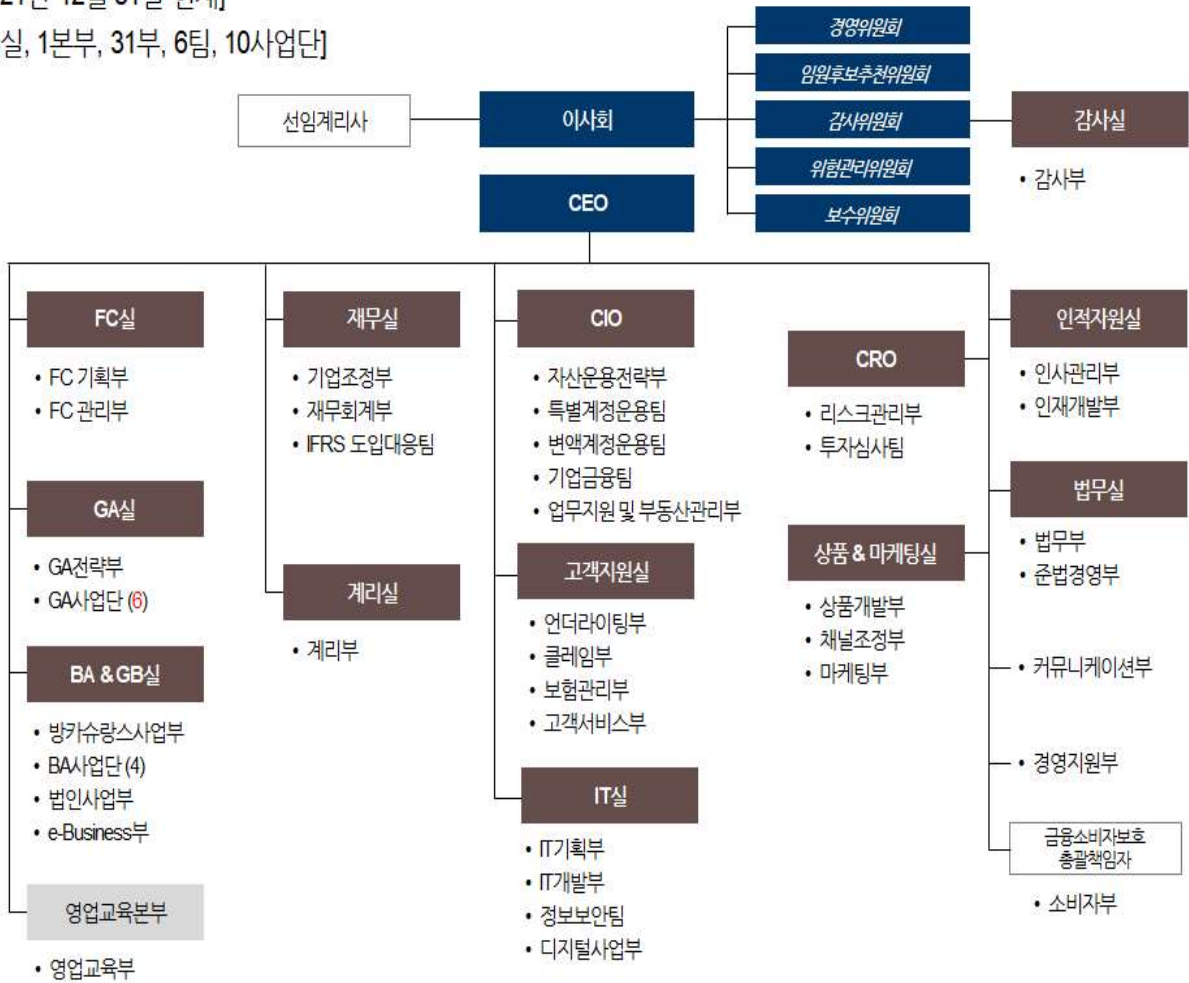 실, 1본부, 31부, 6팀, 10사업단]
경영위원회
임원후보추천위원회
선임계리사
이사회
감사위원회
감사실
위험관리위원회
• 감사부
CEO
보수위원회
FC실
• FC 기획부
• FC 관리부
GA실
• GA전략부
• GA사업단 (6)
BA & GB실
• 방카슈랑스사업부
• BA사업단 (4)
• 법인사업부
• e-Business부
영업교육본부
• 영업교육부
재무실
• 기업조정부
• 재무회계부
• IFRS 도입대응팀
계리실
• 계리부
CIO
• 자산운용전략부
• 특별계정운용팀
• 변액계정운용팀
• 기업금융팀
• 업무지원 및 부동산관리부
고객지원실
• 언더라이팅부
• 클레임부
• 보험관리부
• 고객서비스부
IT실
• IT기획부
• IT개발부
• 정보보안팀
• 디지털사업부
CRO
• 리스크관리부
• 투자심사팀
상품 & 마케팅실
• 상품개발부
• 채널조정부
• 마케팅부
인적자원실
• 인사관리부
• 인재개발부
법무실
• 법무부
• 준법경영부
• 커뮤니케이션부
• 경영지원부
금융소비자보호
총괄책임자
• 소비자부